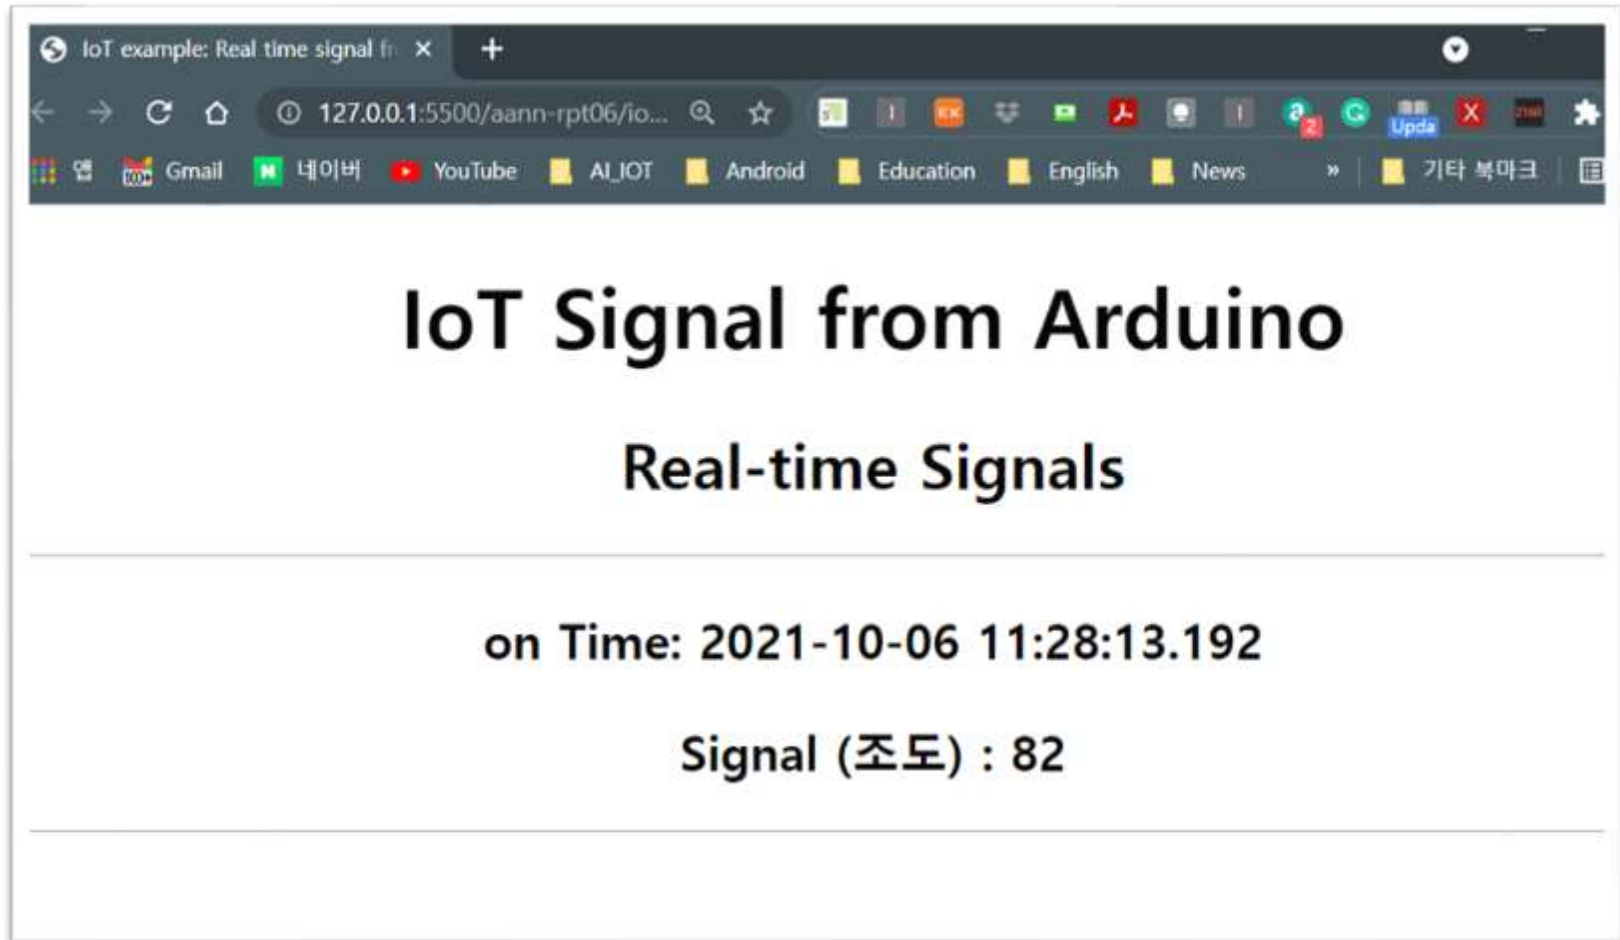 IoT example: Real time signal fr
127.0.0.1:5500/aann-rpt06/io...
2
Upda
앱 Gmail 네이버 YouTube AI_IOT Android Education English News » 기타 북마크
IoT Signal from Arduino
Real-time Signals
on Time: 2021-10-06 11:28:13.192
Signal (조도) : 82